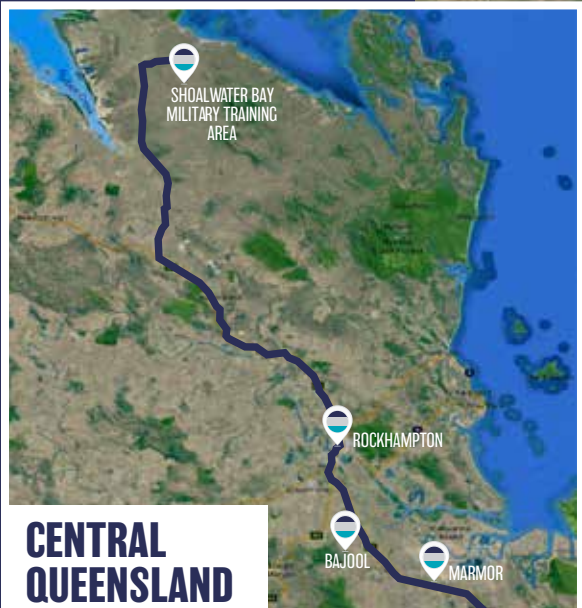 SHOALWATER BAY
MILITARY TRAINING
AREA
ROCKHAMPTON
BAJOOL
MARMOR
CENTRAL
QUEENSLAND